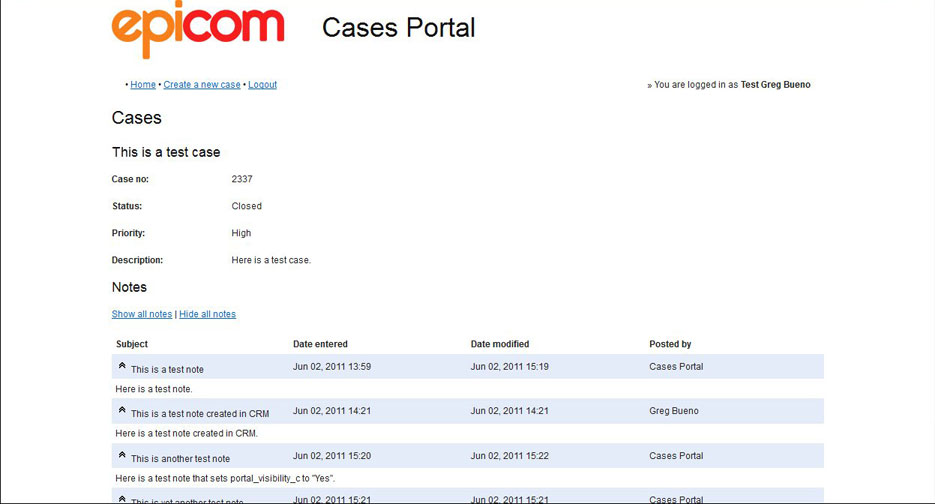 epicom Cases Portal
• Home • Create a new case • Logout » You are logged in as Test Greg Bueno
Cases
This is a test case
Case no: 2337
Status: Closed
Priority: High
Description: Here is a test case.
Notes
Show all notes | Hide all notes
Subject Date entered Date modified Posted by
This is a test note Jun 02, 2011 13:59 Jun 02, 2011 15:19 Cases Portal
Here is a test note.
This is a test note created in CRM Jun 02, 2011 14:21 Jun 02, 2011 14:21 Greg Bueno
Here is a test note created in CRM.
This is another test note Jun 02, 2011 15:20 Jun 02, 2011 15:22 Cases Portal
Here is a test note that sets portal_visibility_c to "Yes".
This is yet another test note Jun 02, 2011 15:21 Jun 02, 2011 15:21 Cases Portal